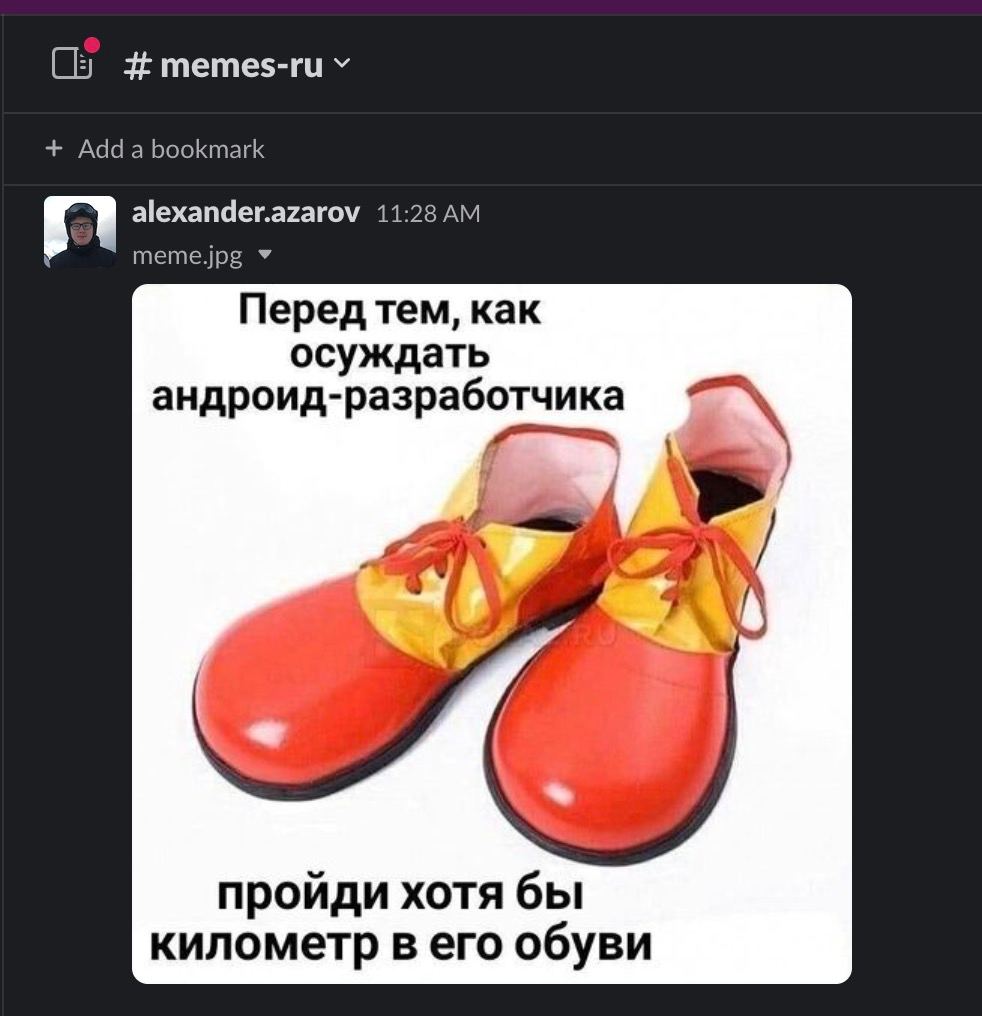 # memes-ru
+ Add a bookmark
alexander.azarov 11:28 AM
meme.jpg
Перед тем, как
осуждать
андроид-разработчика
пройди хотя бы
километр в его обуви